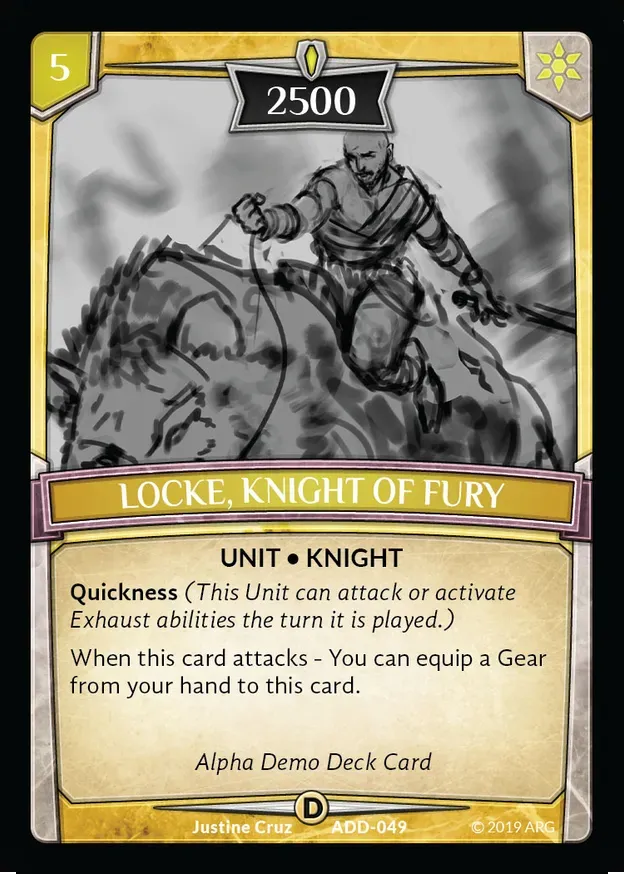 5
2500
LOCKE, KNIGHT OF FURY
UNIT • KNIGHT
Quickness (This Unit can attack or activate
Exhaust abilities the turn it is played.)
When this card attacks - You can equip a Gear
from your hand to this card.
Alpha Demo Deck Card
D
Justine Cruz ADD-049 © 2019 ARG